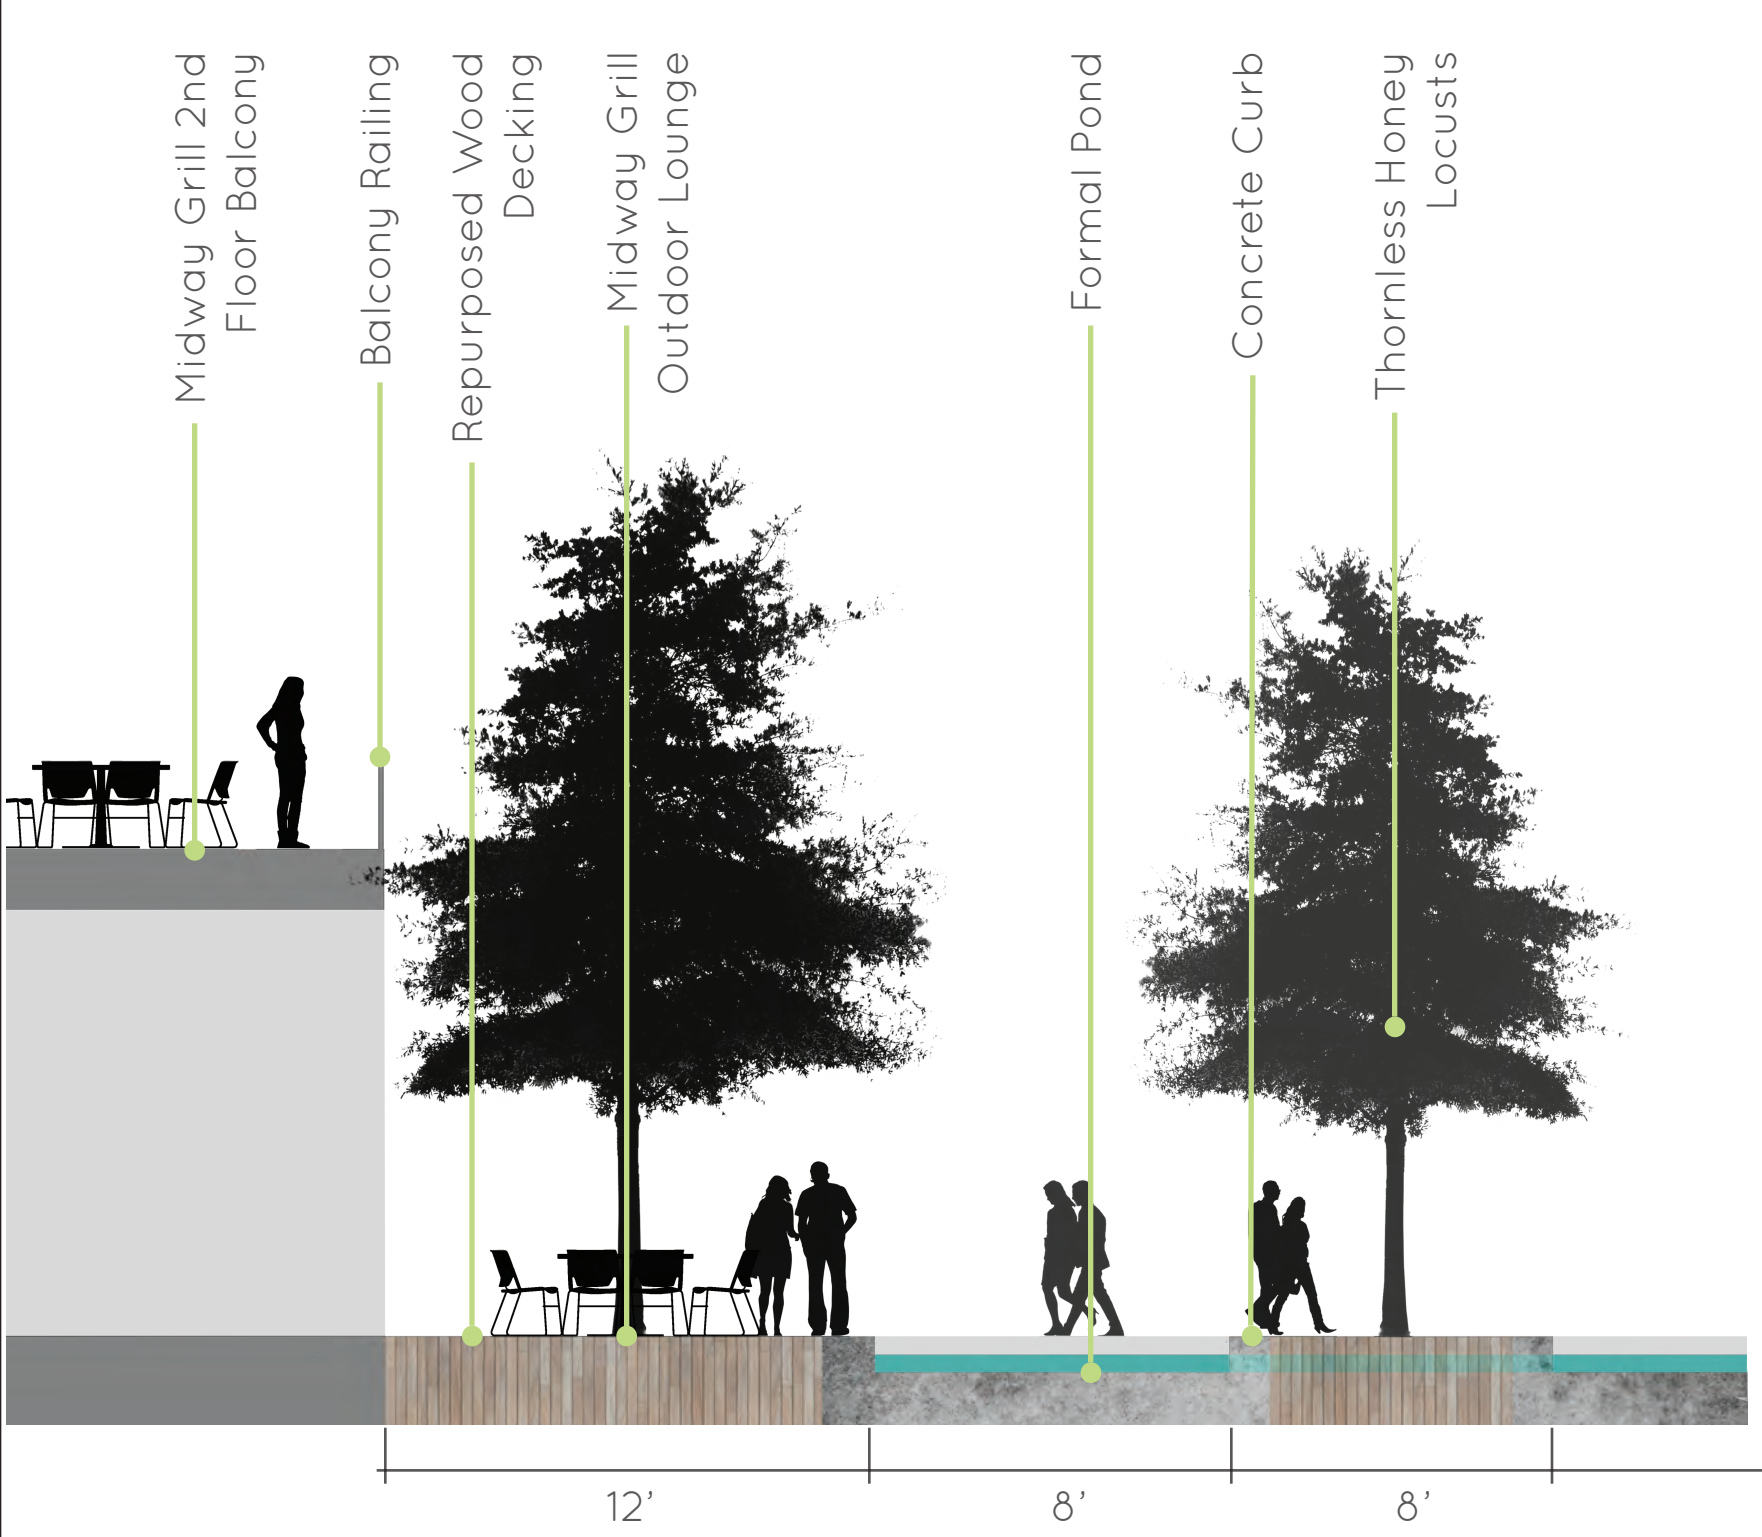 Midway Grill 2nd
Floor Balcony
Balcony Railing
Repurposed Wood
Decking
Midway Grill
Outdoor Lounge
Formal Pond
Concrete Curb
Thornless Honey
Locusts
12’
8’
8’